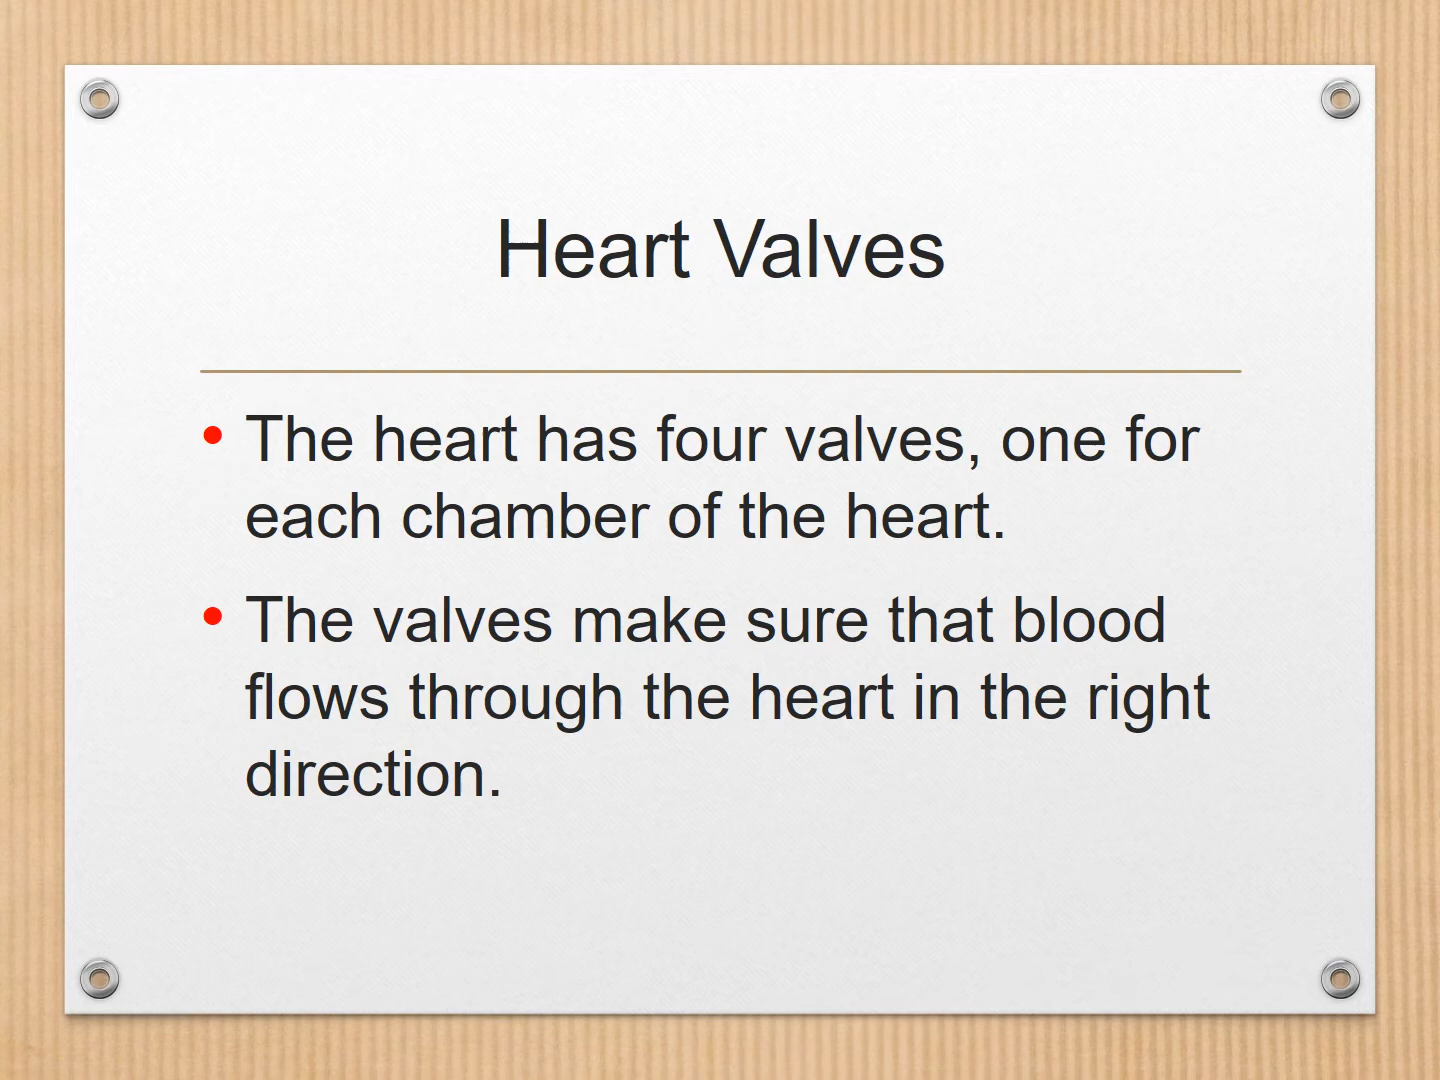 Heart Valves
• The heart has four valves, one for
each chamber of the heart.
• The valves make sure that blood
flows through the heart in the right
direction.